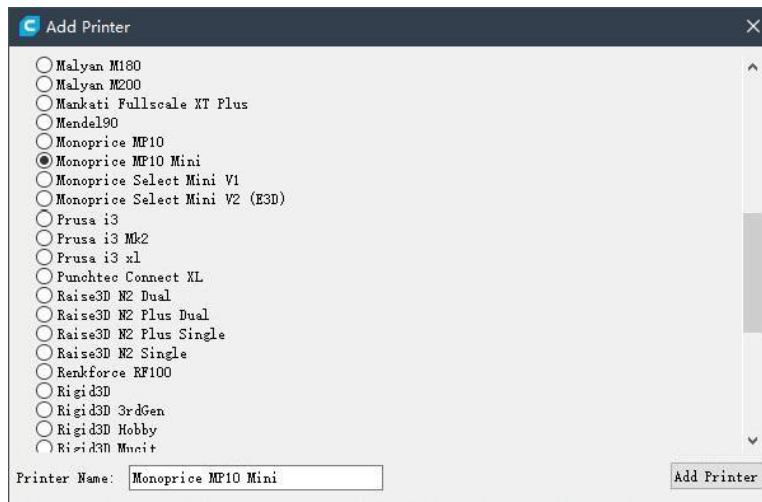 Add Printer
Malyan M180
Malyan M200
Mankati Fullscale XT Plus
Mendel90
Monoprice MP10
Monoprice MP10 Mini
Monoprice Select Mini V1
Monoprice Select Mini V2 (E3D)
Prusa i3
Prusa i3 Mk2
Prusa i3 xl
Punchtec Connect XL
Raise3D N2 Dual
Raise3D N2 Plus Dual
Raise3D N2 Plus Single
Raise3D N2 Single
Renkforce RF100
Rigid3D
Rigid3D 3rdGen
Rigid3D Hobby
Rigid3D Mucit
Printer Name: Monoprice MP10 Mini Add Printer